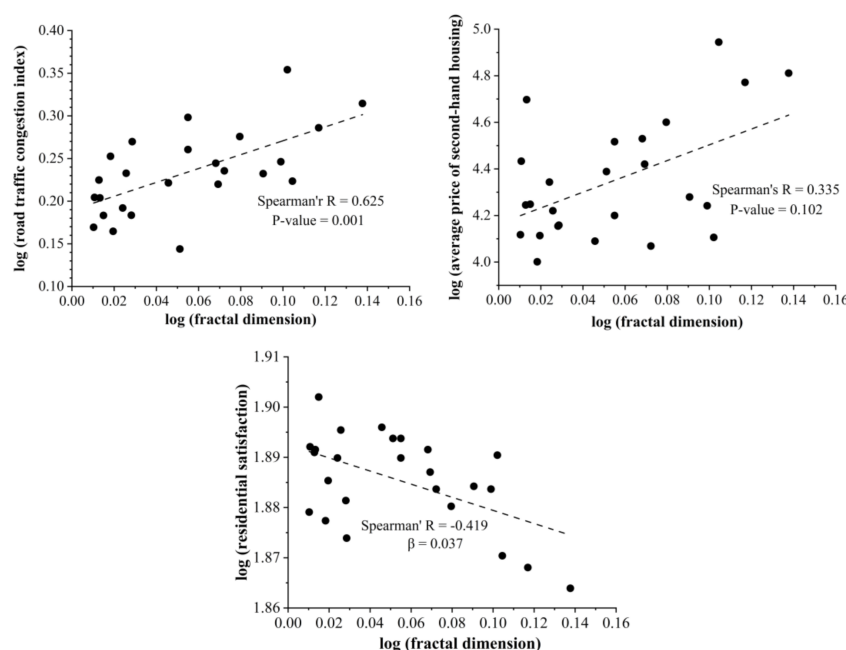 log (road traffic congestion index)
0.40
0.35
0.30
0.25
0.20
0.15
0.10
Spearman'r R = 0.625
P-value = 0.001
0.00 0.02 0.04 0.06 0.08 0.10 0.12 0.14 0.16
log (fractal dimension)
log (average price of second-hand housing)
5.0
4.8
4.6
4.4
4.2
4.0
Spearman's R = 0.335
P-value = 0.102
0.00 0.02 0.04 0.06 0.08 0.10 0.12 0.14 0.16
log (fractal dimension)
log (residential satisfaction)
1.91
1.90
1.89
1.88
1.87
1.86
Spearman' R = -0.419
β = 0.037
0.00 0.02 0.04 0.06 0.08 0.10 0.12 0.14 0.16
log (fractal dimension)